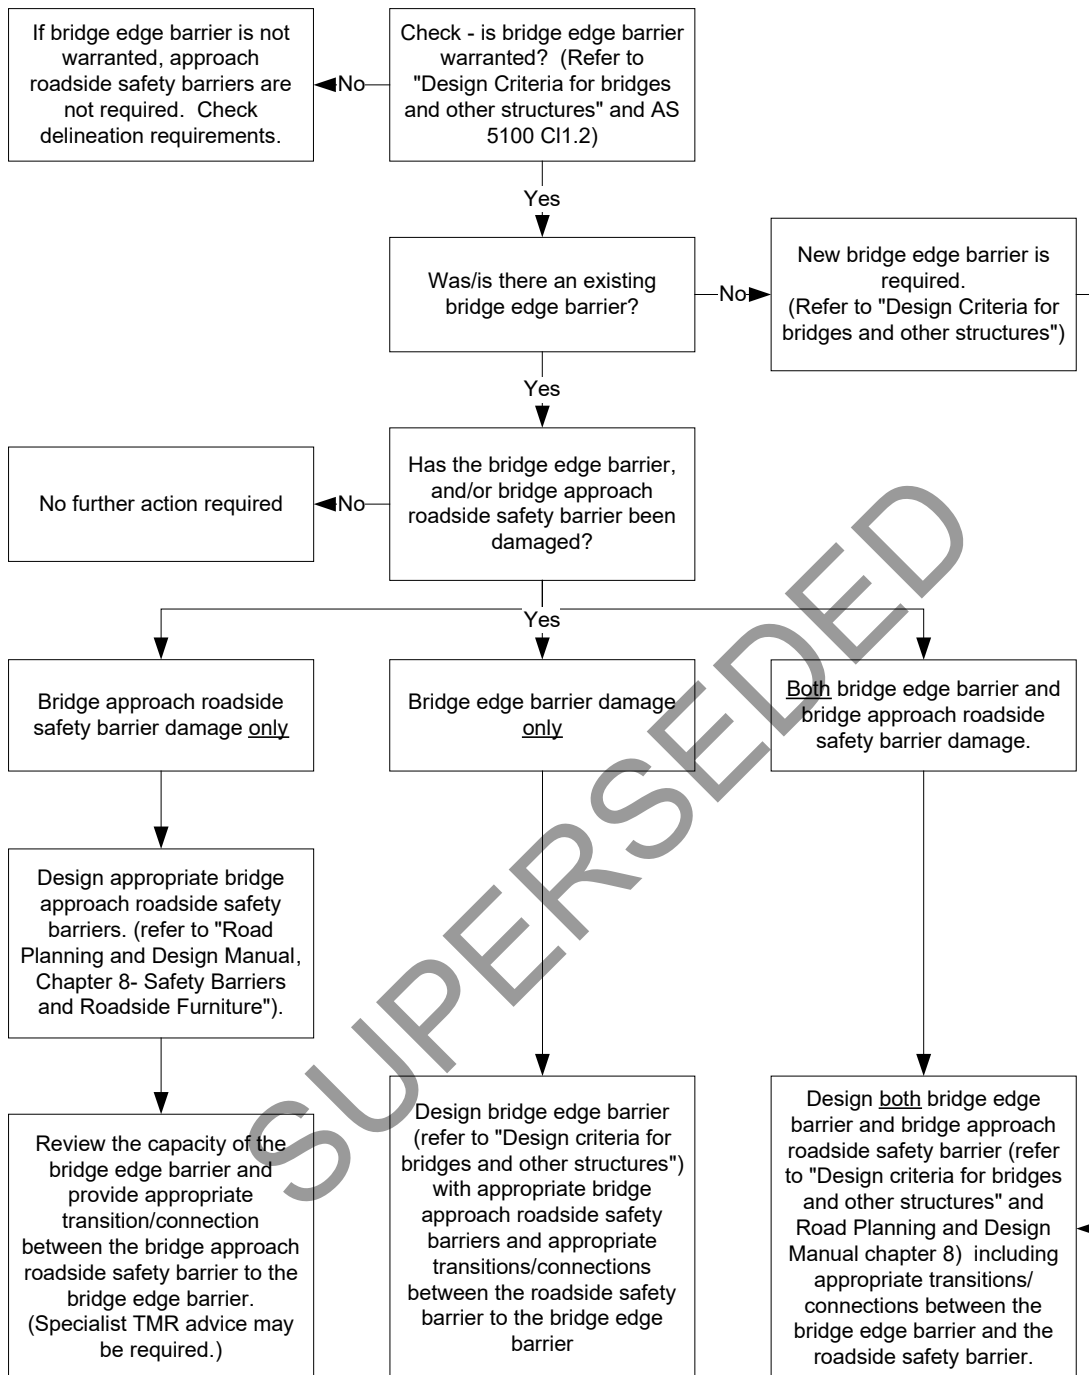 If bridge edge barrier is not
warranted, approach
roadside safety barriers are
not required.  Check
delineation requirements.
No
Check - is bridge edge barrier
warranted?  (Refer to
"Design Criteria for bridges
and other structures" and AS
5100 Cl1.2)
Yes
Was/is there an existing
bridge edge barrier?
No
New bridge edge barrier is
required.
(Refer to "Design Criteria for
bridges and other structures")
Yes
No further action required
No
Has the bridge edge barrier,
and/or bridge approach
roadside safety barrier been
damaged?
Yes
Bridge approach roadside
safety barrier damage only
Bridge edge barrier damage
only
Both bridge edge barrier and
bridge approach roadside
safety barrier damage.
Design appropriate bridge
approach roadside safety
barriers. (refer to "Road
Planning and Design Manual,
Chapter 8- Safety Barriers
and Roadside Furniture").
Review the capacity of the
bridge edge barrier and
provide appropriate
transition/connection
between the bridge approach
roadside safety barrier to the
bridge edge barrier.
(Specialist TMR advice may
be required.)
Design bridge edge barrier
(refer to "Design criteria for
bridges and other structures")
with appropriate bridge
approach roadside safety
barriers and appropriate
transitions/connections
between the roadside safety
barrier to the bridge edge
barrier
Design both bridge edge
barrier and bridge approach
roadside safety barrier (refer
to "Design criteria for bridges
and other structures" and
Road Planning and Design
Manual chapter 8)  including
appropriate transitions/
connections between the
bridge edge barrier and the
roadside safety barrier.
SUPERSEDED